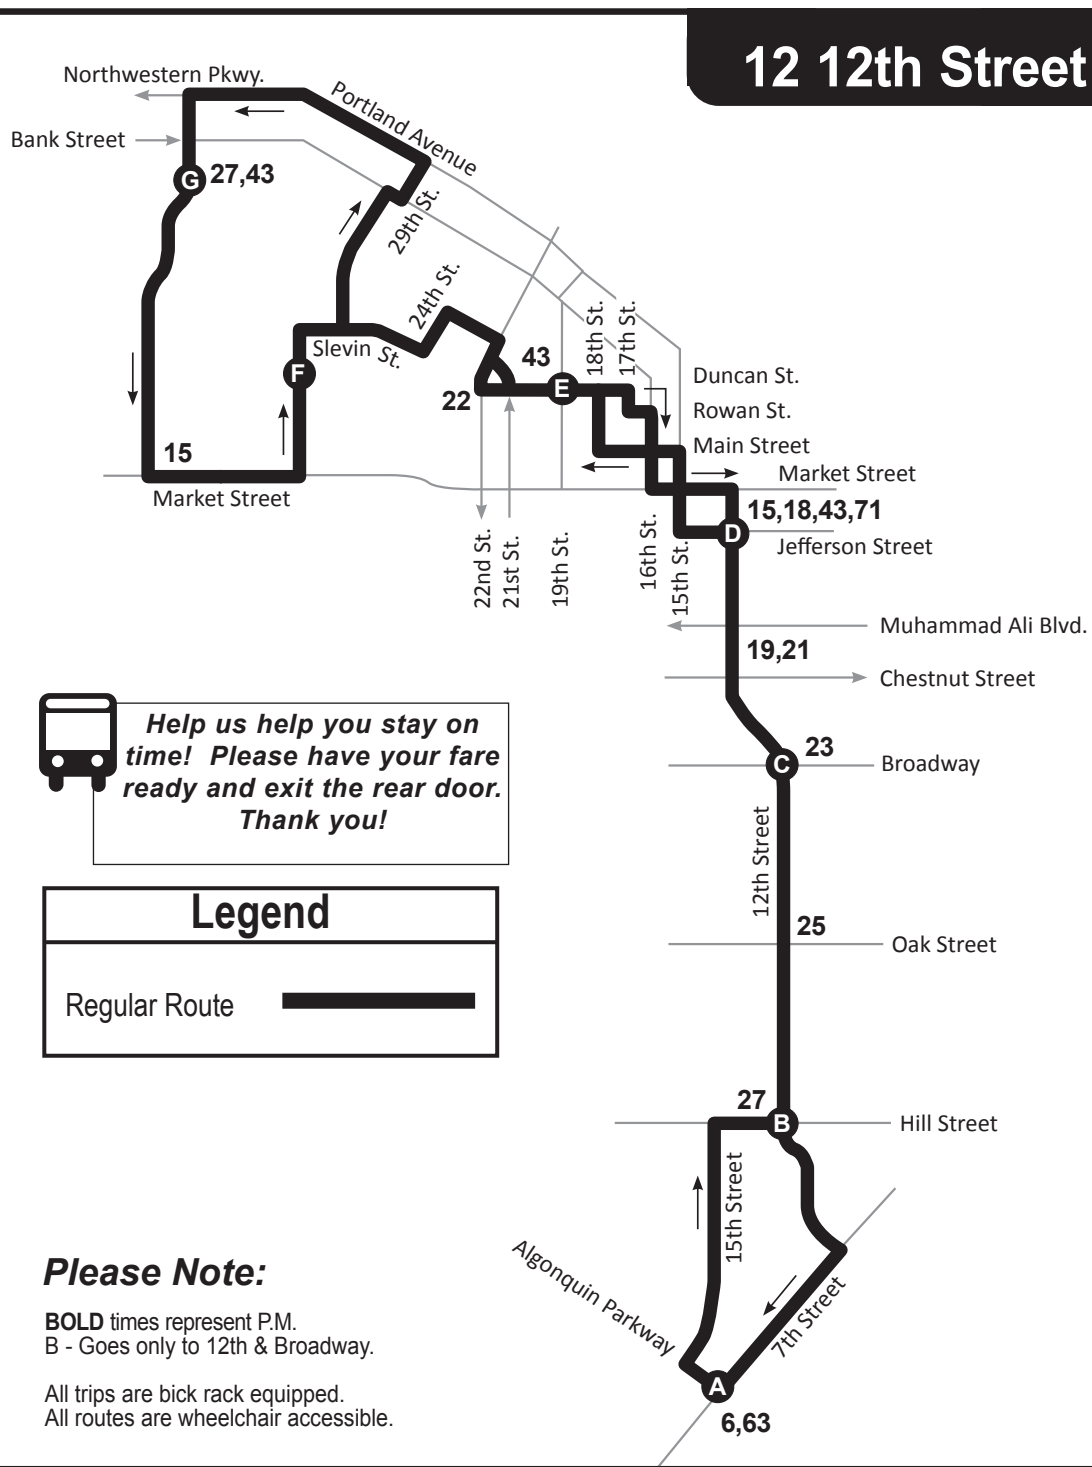 12 12th Street
Northwestern Pkwy.
Portland Avenue
Bank Street
G 27,43
29th St.
24th St.
Slevin St.
F
43
E
22
18th St.
17th St.
Duncan St.
Rowan St.
Main Street
15
Market Street
Market Street
15,18,43,71
D
Jefferson Street
22nd St.
21st St.
19th St.
16th St.
15th St.
Muhammad Ali Blvd.
19,21
Chestnut Street
23
C
Broadway
12th Street
25
Oak Street
Help us help you stay on
time! Please have your fare
ready and exit the rear door.
Thank you!
Legend
Regular Route
27
B
Hill Street
15th Street
Algonquin Parkway
7th Street
A
6,63
Please Note:
BOLD times represent P.M.
B - Goes only to 12th & Broadway.
All trips are bick rack equipped.
All routes are wheelchair accessible.